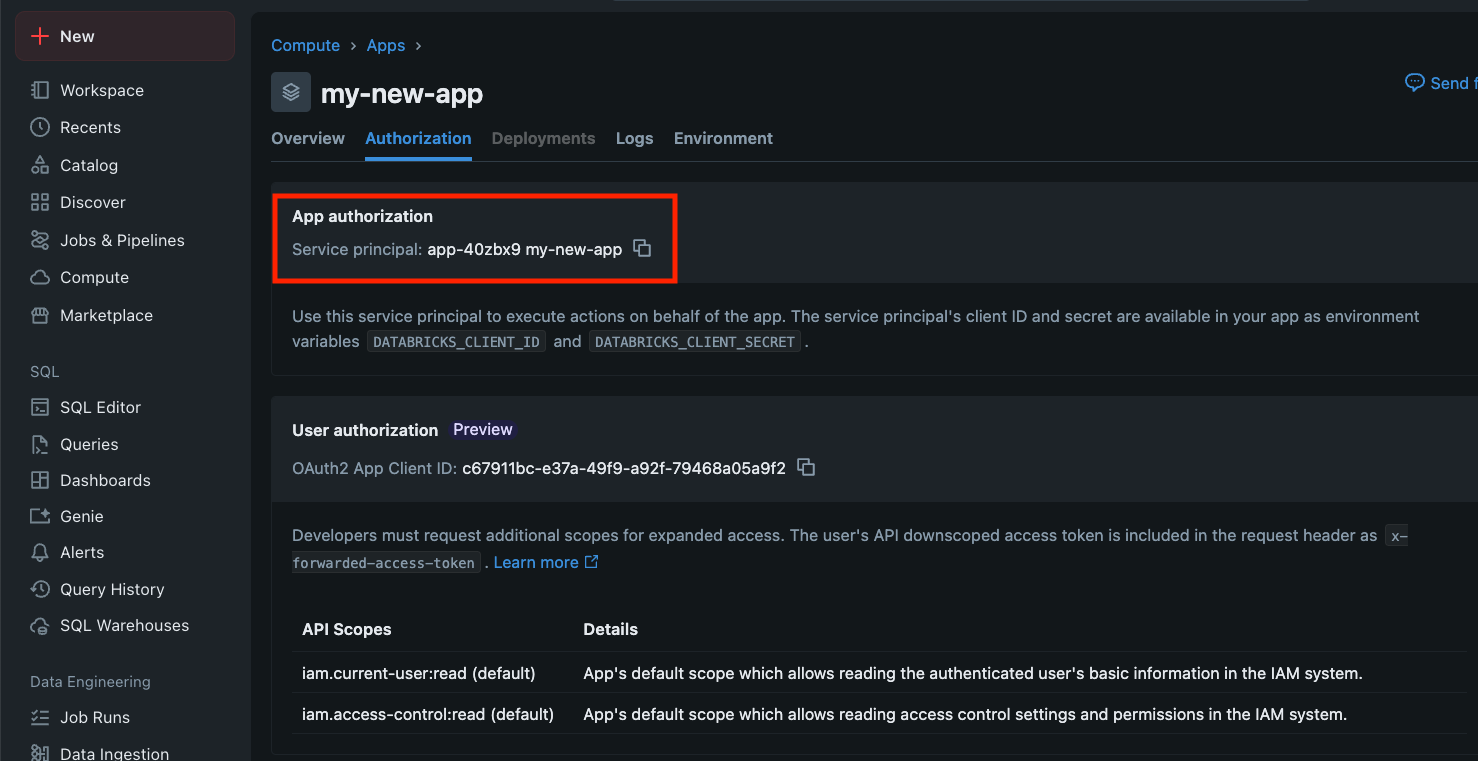 New
Workspace
Recents
Catalog
Discover
Jobs & Pipelines
Compute
Marketplace
SQL
SQL Editor
Queries
Dashboards
Genie
Alerts
Query History
SQL Warehouses
Data Engineering
Job Runs
Data Ingestion
Compute > Apps >
my-new-app
Send f
Overview Authorization Deployments Logs Environment
App authorization
Service principal: app-40zbx9 my-new-app
Use this service principal to execute actions on behalf of the app. The service principal's client ID and secret are available in your app as environment
variables DATABRICKS_CLIENT_ID and DATABRICKS_CLIENT_SECRET .
User authorization Preview
OAuth2 App Client ID: c67911bc-e37a-49f9-a92f-79468a05a9f2
Developers must request additional scopes for expanded access. The user's API downscoped access token is included in the request header as x-
forwarded-access-token . Learn more
API Scopes Details
iam.current-user:read (default) App's default scope which allows reading the authenticated user's basic information in the IAM system.
iam.access-control:read (default) App's default scope which allows reading access control settings and permissions in the IAM system.